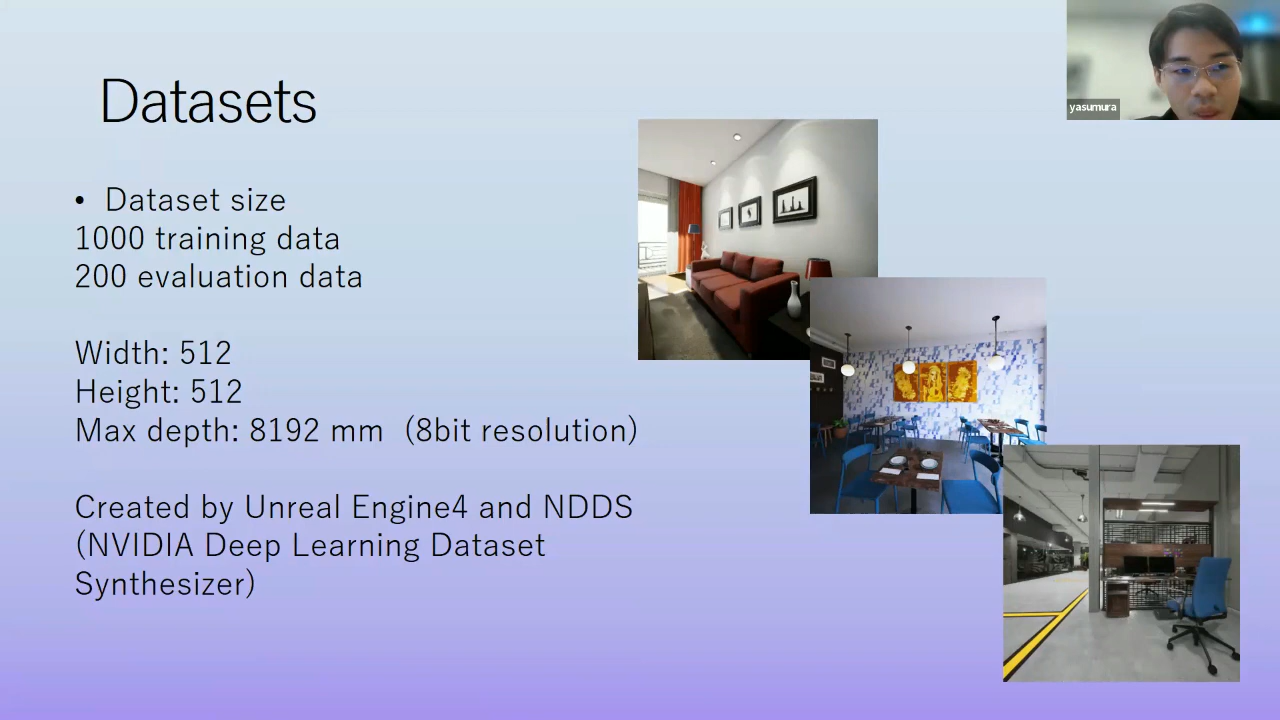 yasumura
Datasets
• Dataset size
1000 training data
200 evaluation data
Width: 512
Height: 512
Max depth: 8192 mm (8bit resolution)
Created by Unreal Engine4 and NDDS
(NVIDIA Deep Learning Dataset
Synthesizer)